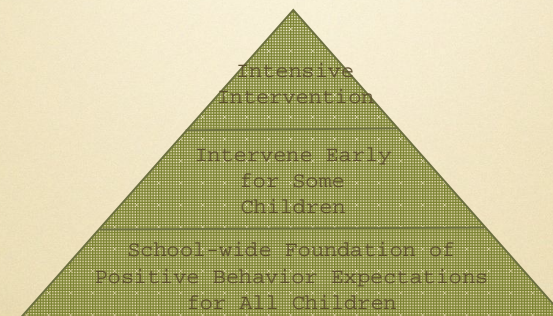 Intensive
Intervention
Intervene Early
for Some
Children
School-wide Foundation of
Positive Behavior Expectations
for All Children